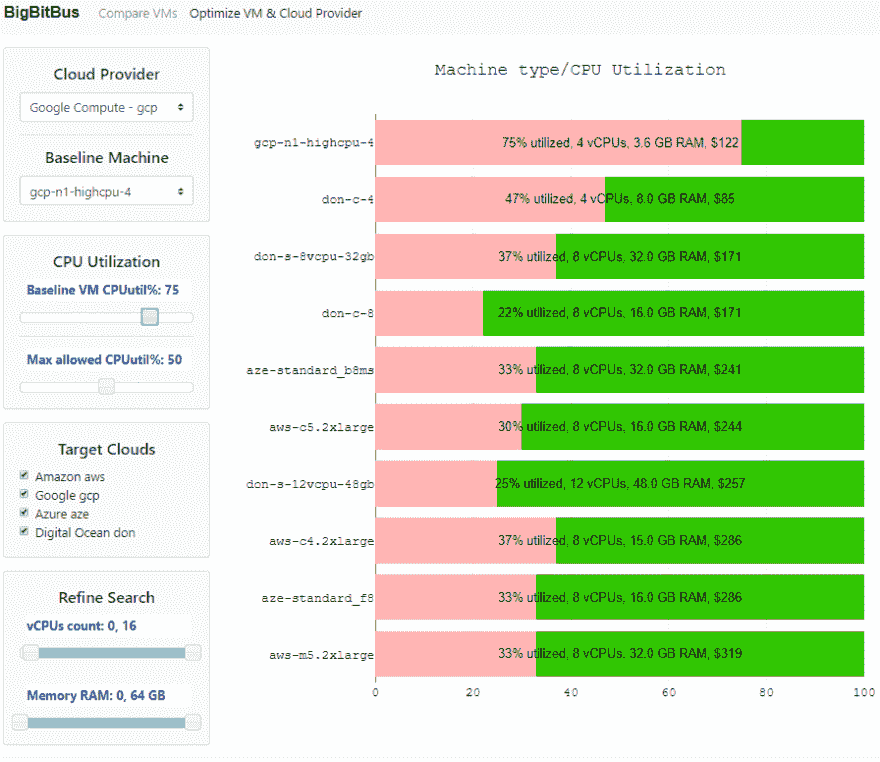 BigBitBus Compare VMs Optimize VM & Cloud Provider
Cloud Provider
Google Compute - gcp
Baseline Machine
gcp-n1-highcpu-4
CPU Utilization
Baseline VM CPUutil%: 75
Max allowed CPUutil%: 50
Target Clouds
Amazon aws
Google gcp
Azure aze
Digital Ocean don
Refine Search
vCPUs count: 0, 16
Memory RAM: 0, 64 GB
Machine type/CPU Utilization
gcp-n1-highcpu-4 75% utilized, 4 vCPUs, 3.6 GB RAM, $122
don-c-4 47% utilized, 4 vCPUs, 8.0 GB RAM, $85
don-s-8vcpu-32gb 37% utilized, 8 vCPUs, 32.0 GB RAM, $171
don-c-8 22% utilized, 8 vCPUs, 16.0 GB RAM, $171
aze-standard_b8ms 33% utilized, 8 vCPUs, 32.0 GB RAM, $241
aws-c5.2xlarge 30% utilized, 8 vCPUs, 16.0 GB RAM, $244
don-s-12vcpu-48gb 25% utilized, 12 vCPUs, 48.0 GB RAM, $257
aws-c4.2xlarge 37% utilized, 8 vCPUs, 15.0 GB RAM, $286
aze-standard_f8 33% utilized, 8 vCPUs, 16.0 GB RAM, $286
aws-m5.2xlarge 33% utilized, 8 vCPUs, 32.0 GB RAM, $319
0 20 40 60 80 100